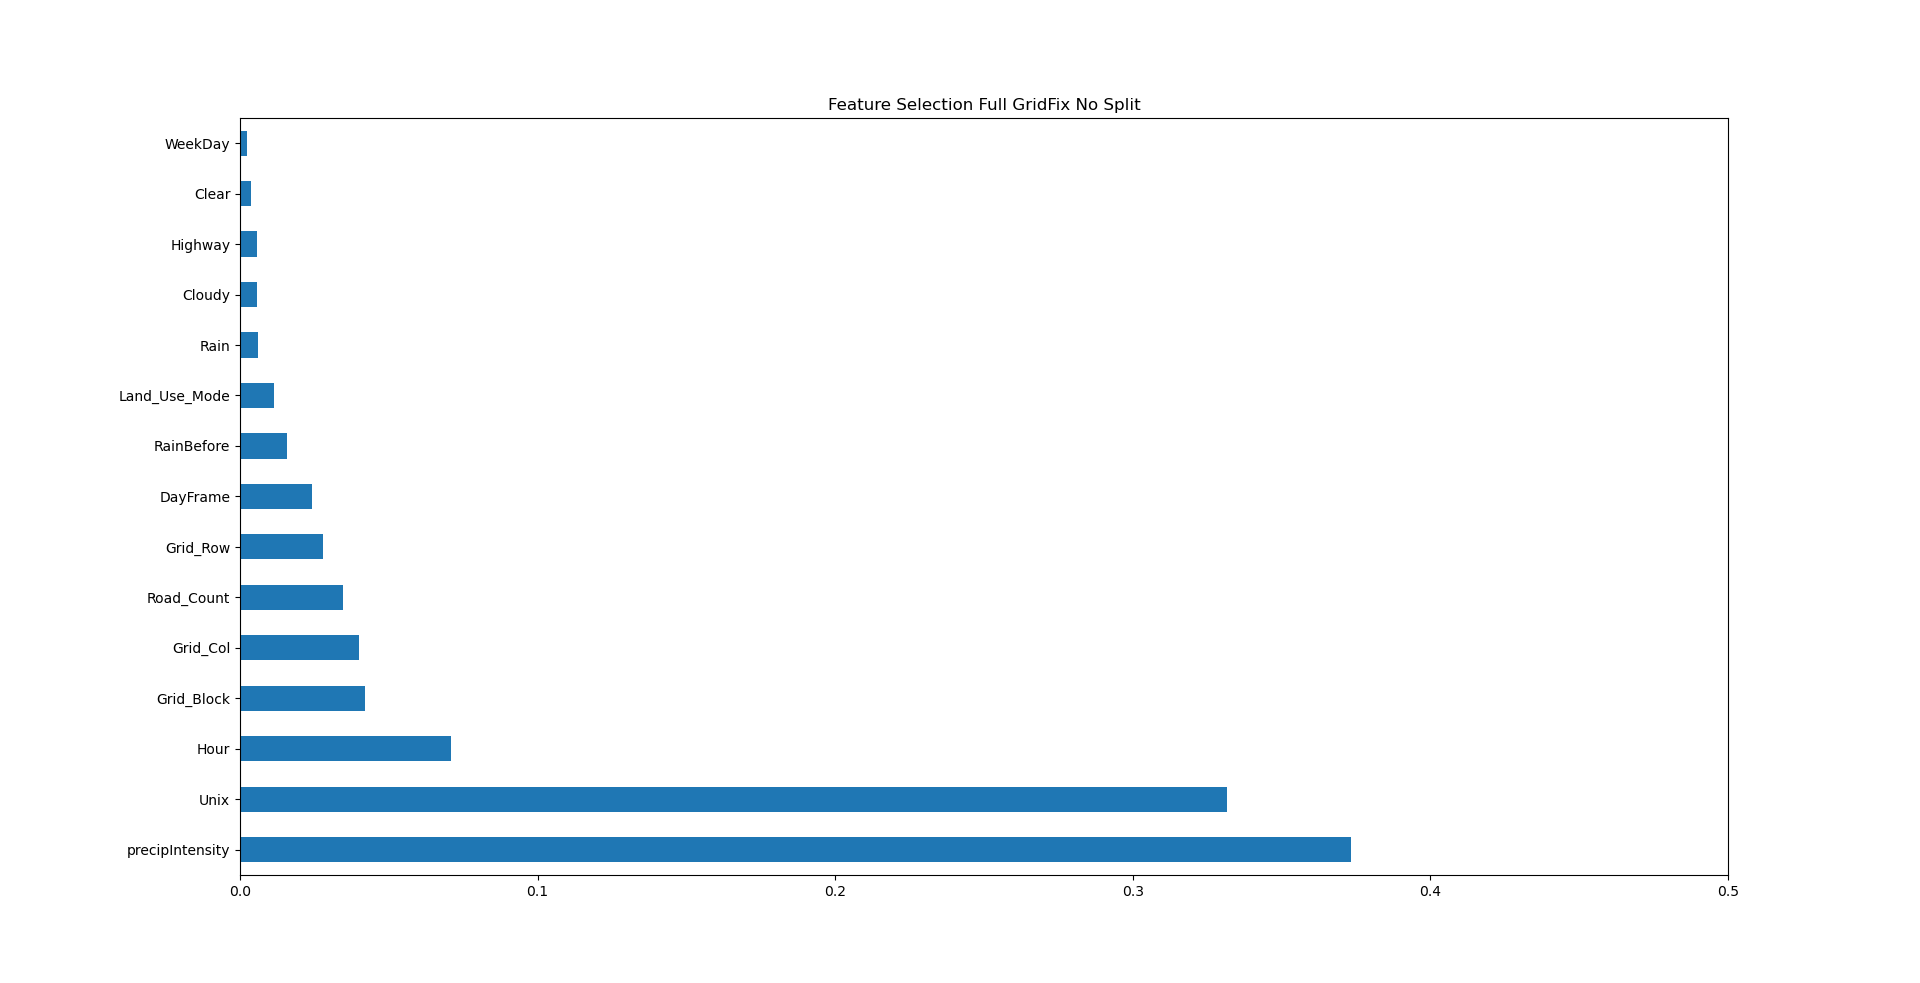 Feature Selection Full GridFix No Split
WeekDay
Clear
Highway
Cloudy
Rain
Land_Use_Mode
RainBefore
DayFrame
Grid_Row
Road_Count
Grid_Col
Grid_Block
Hour
Unix
precipIntensity
0.0 0.1 0.2 0.3 0.4 0.5